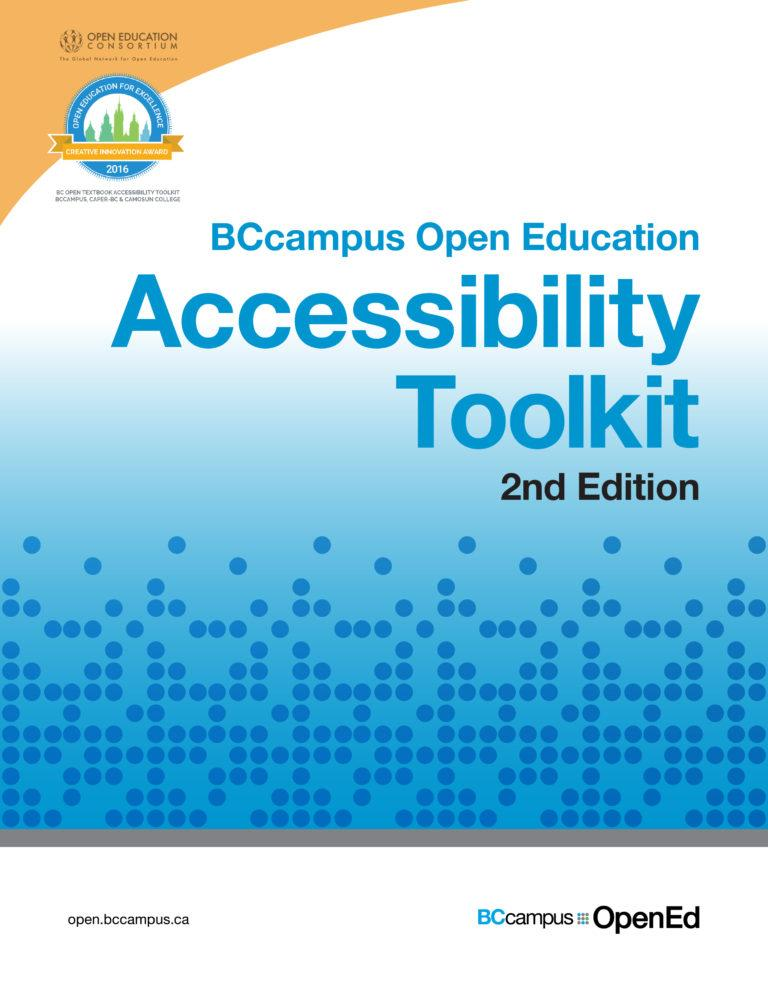 OPEN EDUCATION
CONSORTIUM
The Global Network for Open Education
OPEN EDUCATION FOR EXCELLENCE
CREATIVE INNOVATION AWARD
2016
BC OPEN TEXTBOOK ACCESSIBILITY TOOLKIT
BCCAMPUS, CAPER-BC & CAMOSUN COLLEGE
BCcampus Open Education
Accessibility
Toolkit
2nd Edition
open.bccampus.ca
BCcampus OpenEd